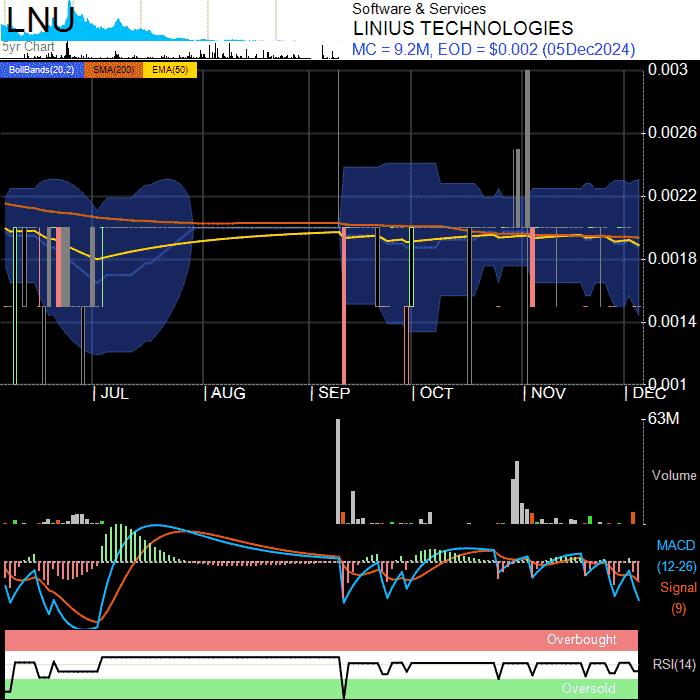 LNU
Software & Services
LINIUS TECHNOLOGIES
5yr Chart
MC = 9.2M, EOD = $0.002 (05Dec2024)
BollBands(20,2) SMA(200) EMA(50)
0.003
0.0026
0.0022
0.0018
0.0014
0.001
JUL AUG SEP OCT NOV DEC
63M
Volume
MACD
(12-26)
Signal
(9)
Overbought
RSI(14)
Oversold